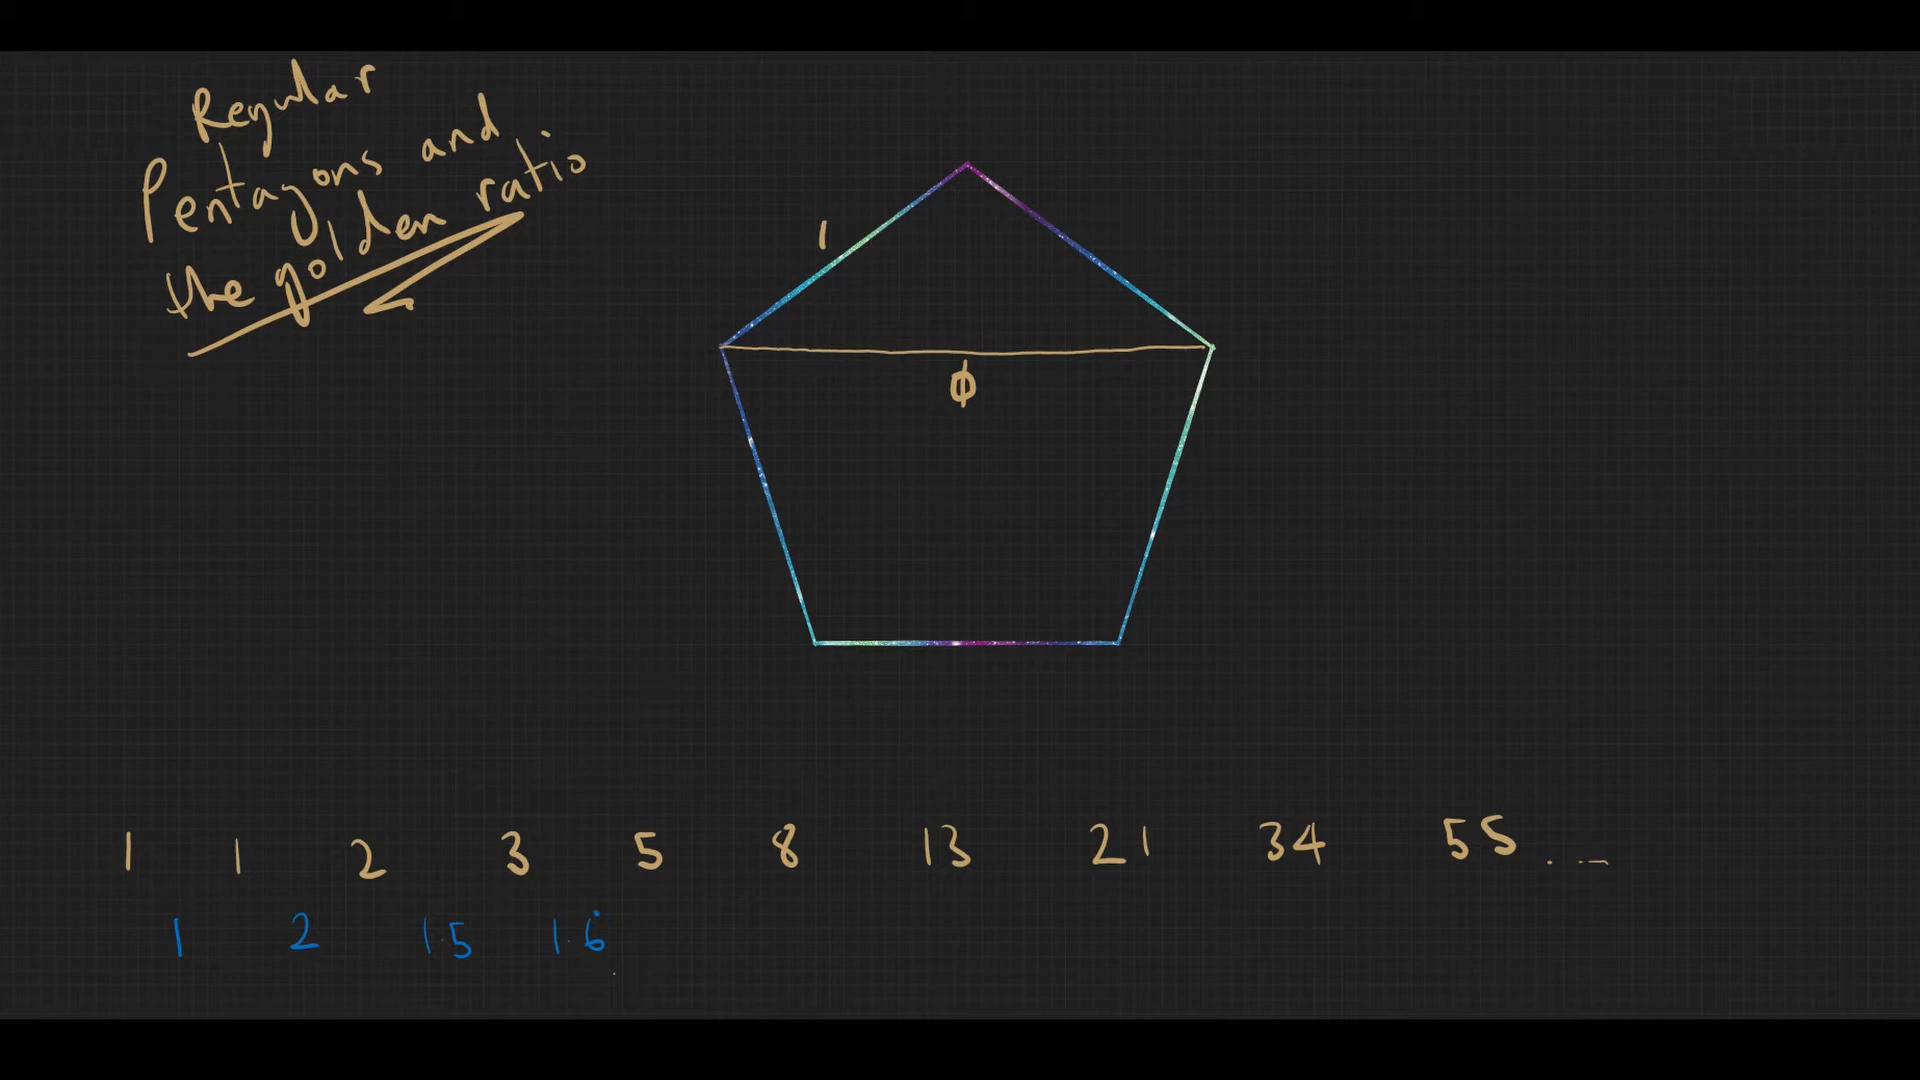 Regular
Pentagons and
the golden ratio
1
φ
1 1 2 3 5 8 13 21 34 55 ...
1 2 1.5 1.6